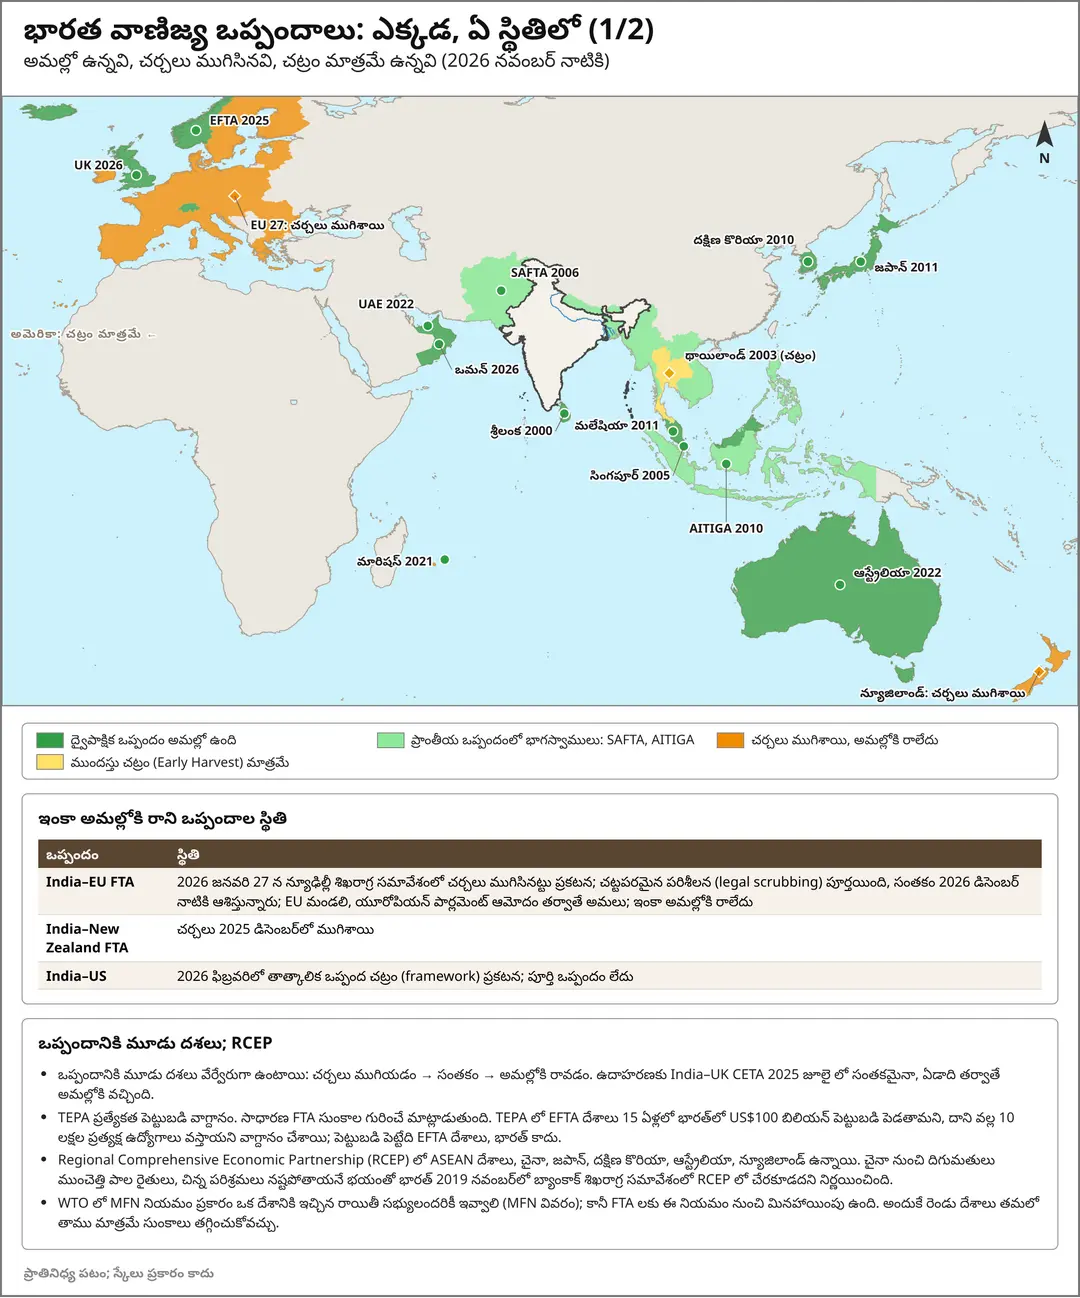 భారత వాణిజ్య ఒప్పందాలు: ఎక్కడ, ఏ స్థితిలో (1/2)
అమల్లో ఉన్నవి, చర్చలు ముగిసినవి, చట్రం మాత్రమే ఉన్నవి (2026 నవంబర్ నాటికి)
EFTA 2025
UK 2026
N
EU 27: చర్చలు ముగిశాయి
దక్షిణ కొరియా 2010
జపాన్ 2011
SAFTA 2006
UAE 2022
అమెరికా: చట్రం మాత్రమే ←
థాయిలాండ్ 2003 (చట్రం)
ఒమన్ 2026
శ్రీలంక 2000
మలేషియా 2011
సింగపూర్ 2005
AITIGA 2010
మారిషస్ 2021
ఆస్ట్రేలియా 2022
న్యూజిలాండ్: చర్చలు ముగిశాయి
ద్వైపాక్షిక ఒప్పందం అమల్లో ఉంది
ప్రాంతీయ ఒప్పందంలో భాగస్వాములు: SAFTA, AITIGA
చర్చలు ముగిశాయి, అమల్లోకి రాలేదు
ముందస్తు చట్రం (Early Harvest) మాత్రమే
ఇంకా అమల్లోకి రాని ఒప్పందాల స్థితి
ఒప్పందం స్థితి
India–EU FTA 2026 జనవరి 27 న న్యూఢిల్లీ శిఖరాగ్ర సమావేశంలో చర్చలు ముగిసినట్టు ప్రకటన; చట్టపరమైన పరిశీలన (legal scrubbing) పూర్తయింది, సంతకం 2026 డిసెంబర్
నాటికి ఆశిస్తున్నారు; EU మండలి, యూరోపియన్ పార్లమెంట్ ఆమోదం తర్వాతే అమలు; ఇంకా అమల్లోకి రాలేదు
India–New చర్చలు 2025 డిసెంబర్‌లో ముగిశాయి
Zealand FTA
India–US 2026 ఫిబ్రవరిలో తాత్కాలిక ఒప్పంద చట్రం (framework) ప్రకటన; పూర్తి ఒప్పందం లేదు
ఒప్పందానికి మూడు దశలు; RCEP
• ఒప్పందానికి మూడు దశలు వేర్వేరుగా ఉంటాయి: చర్చలు ముగియడం → సంతకం → అమల్లోకి రావడం. ఉదాహరణకు India–UK CETA 2025 జూలై లో సంతకమైనా, ఏడాది తర్వాతే
అమల్లోకి వచ్చింది.
• TEPA ప్రత్యేకత పెట్టుబడి వాగ్దానం. సాధారణ FTA సుంకాల గురించే మాట్లాడుతుంది. TEPA లో EFTA దేశాలు 15 ఏళ్లలో భారత్‌లో US$100 బిలియన్ పెట్టుబడి పెడతామని, దాని వల్ల 10
లక్షల ప్రత్యక్ష ఉద్యోగాలు వస్తాయని వాగ్దానం చేశాయి; పెట్టుబడి పెట్టేది EFTA దేశాలు, భారత్ కాదు.
• Regional Comprehensive Economic Partnership (RCEP) లో ASEAN దేశాలు, చైనా, జపాన్, దక్షిణ కొరియా, ఆస్ట్రేలియా, న్యూజిలాండ్ ఉన్నాయి. చైనా నుంచి దిగుమతులు
ముంచెత్తి పాల రైతులు, చిన్న పరిశ్రమలు నష్టపోతాయనే భయంతో భారత్ 2019 నవంబర్‌లో బ్యాంకాక్ శిఖరాగ్ర సమావేశంలో RCEP లో చేరకూడదని నిర్ణయించింది.
• WTO లో MFN నియమం ప్రకారం ఒక దేశానికి ఇచ్చిన రాయితీ సభ్యులందరికీ ఇవ్వాలి (MFN వివరం); కానీ FTA లకు ఈ నియమం నుంచి మినహాయింపు ఉంది. అందుకే రెండు దేశాలు తమలో
తాము మాత్రమే సుంకాలు తగ్గించుకోవచ్చు.
ప్రాతినిధ్య పటం; స్కేలు ప్రకారం కాదు